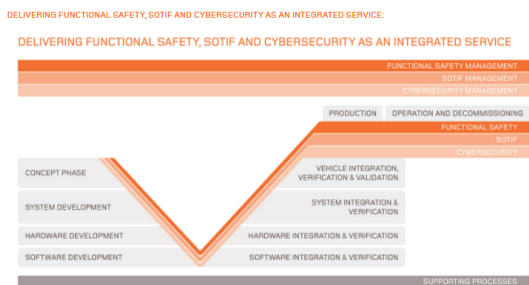 DELIVERING FUNCTIONAL SAFETY, SOTIF AND CYBERSECURITY AS AN INTEGRATED SERVICE:
DELIVERING FUNCTIONAL SAFETY, SOTIF AND CYBERSECURITY AS AN INTEGRATED SERVICE
FUNCTIONAL SAFETY MANAGEMENT
SOTIF MANAGEMENT
CYBERSECURITY MANAGEMENT
PRODUCTION
OPERATION AND DECOMMISSIONING
FUNCTIONAL SAFETY
SOTIF
CYBERSECURITY
CONCEPT PHASE
VEHICLE INTEGRATION,
VERIFICATION & VALIDATION
SYSTEM DEVELOPMENT
SYSTEM INTEGRATION &
VERIFICATION
HARDWARE DEVELOPMENT
HARDWARE INTEGRATION & VERIFICATION
SOFTWARE DEVELOPMENT
SOFTWARE INTEGRATION & VERIFICATION
SUPPORTING PROCESSES